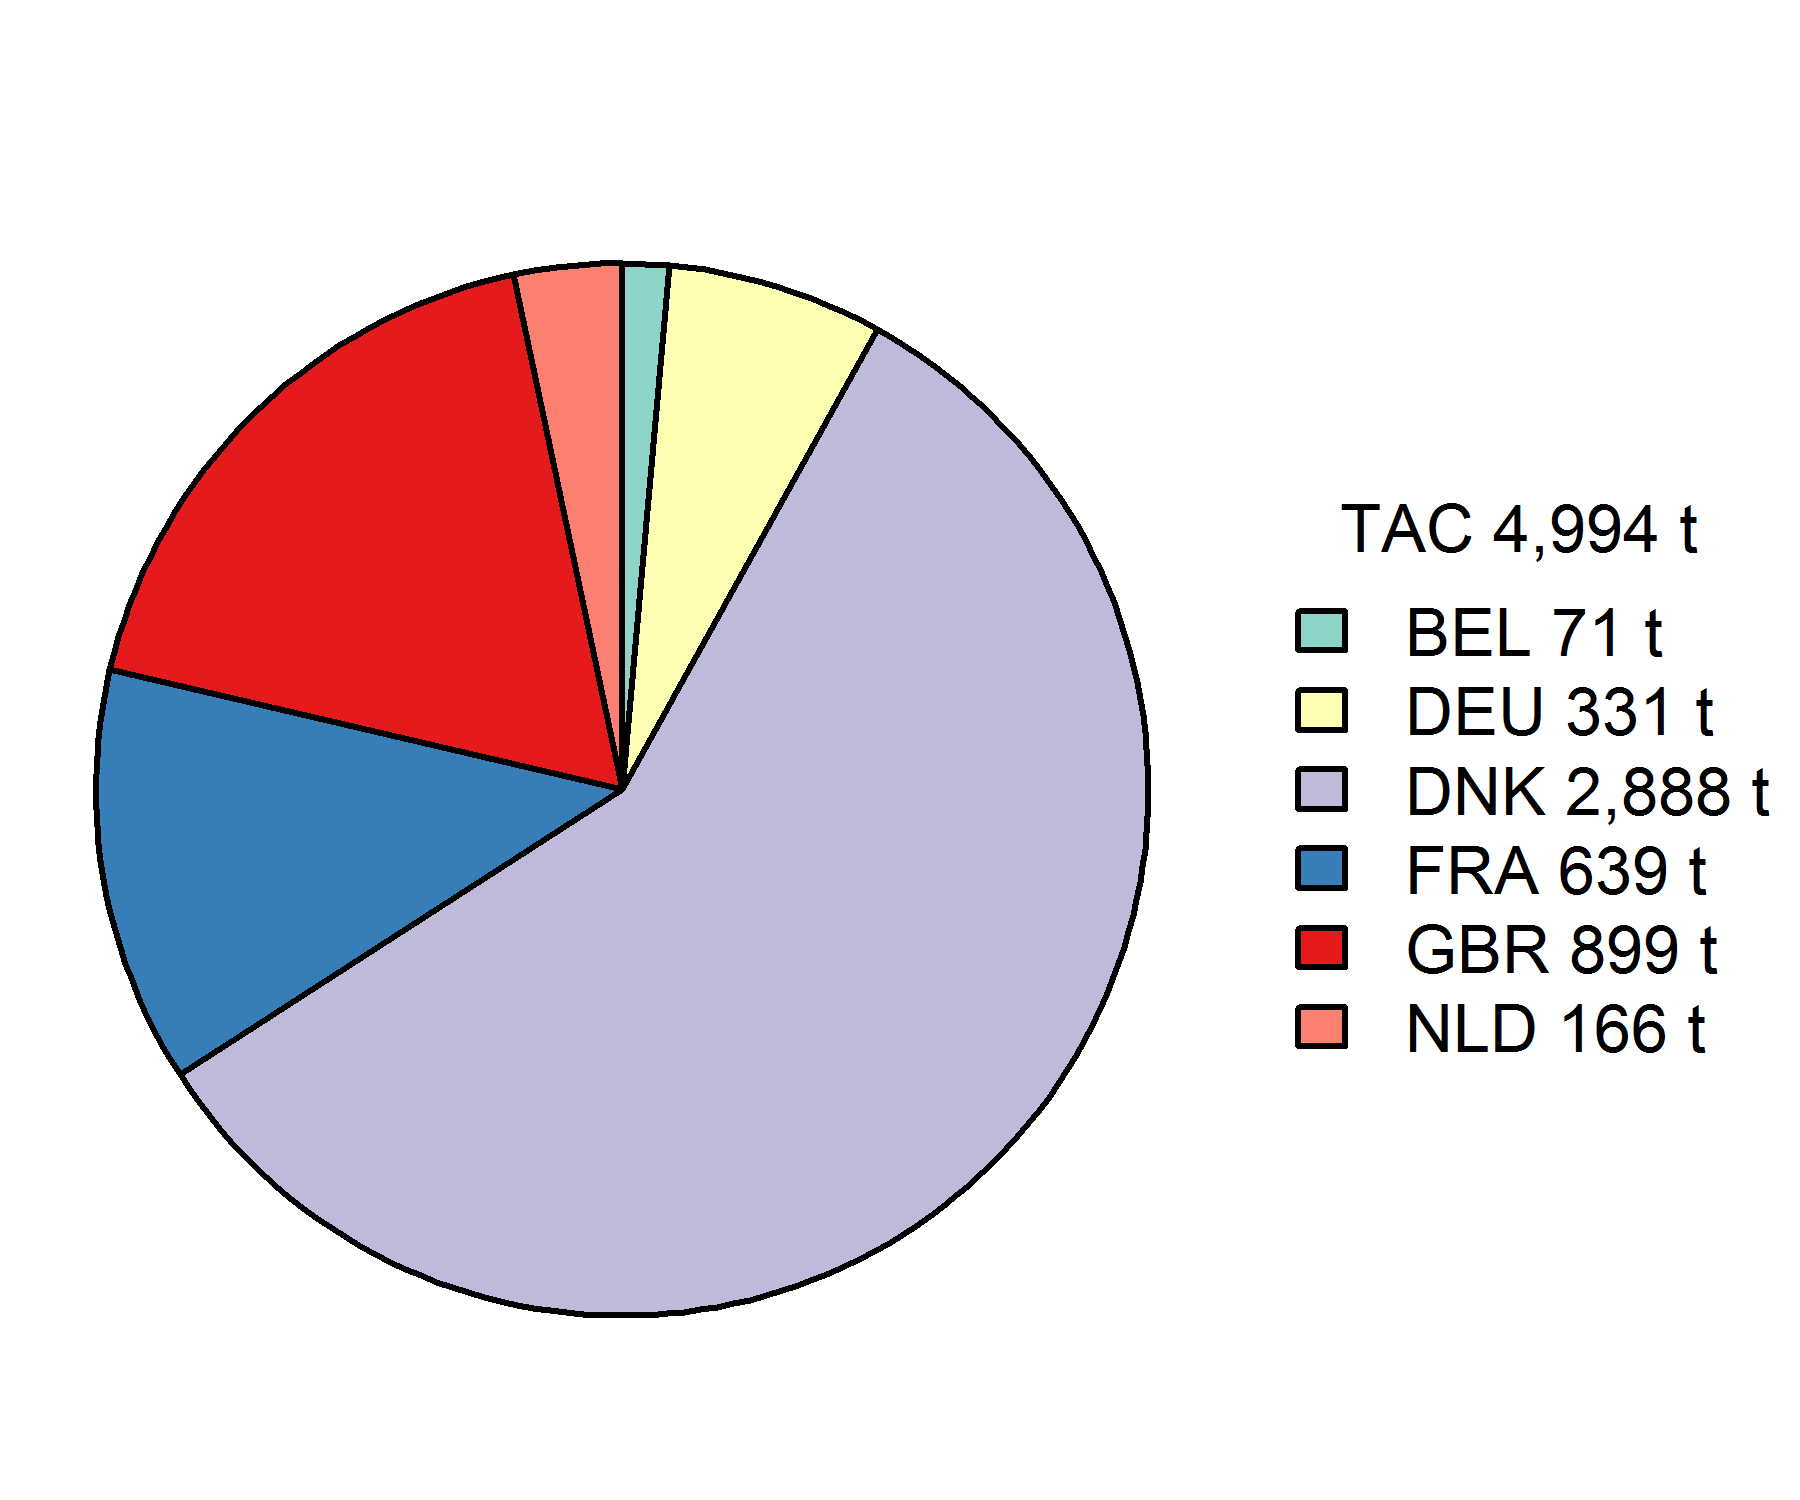 TAC 4,994 t
BEL 71 t
DEU 331 t
DNK 2,888 t
FRA 639 t
GBR 899 t
NLD 166 t